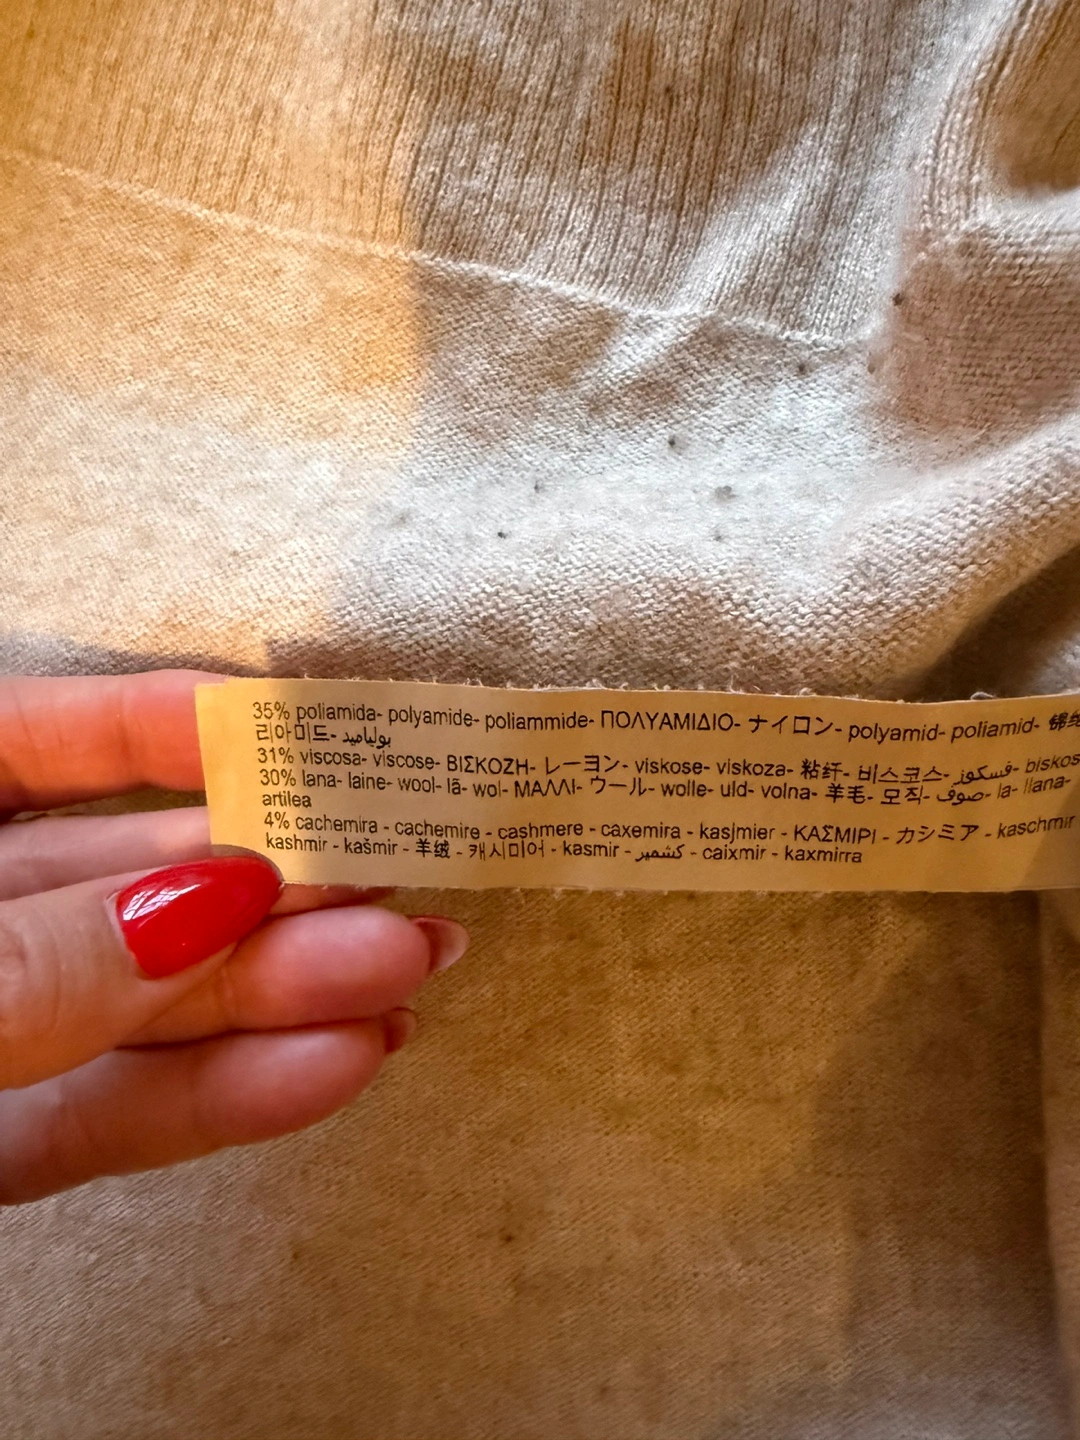 35% poliamida- polyamide- poliammide- ΠΟΛΥΑΜΙΔΙΟ- ナイロン- polyamid- poliamid-
리아미드- بولياميد
31% viscosa- viscose- ΒΙΣΚΟΖΗ- レーヨン- viskose- viskoza- 粘纤- 비스코스- فسكوز-
30% lana- laine- wool- lã- wol- ΜΑΛΛΙ- ウール- wolle- uld- volna- 羊毛- 모직- صوف- la- llana-
artilea
4% cachemira - cachemire - cashmere - caxemira - kasjmier - ΚΑΣΜΙΡΙ - カシミア - kaschmir
kashmir - kašmir - 羊绒 - 캐시미어 - kasmir - كشمير - caixmir - kaxmirra